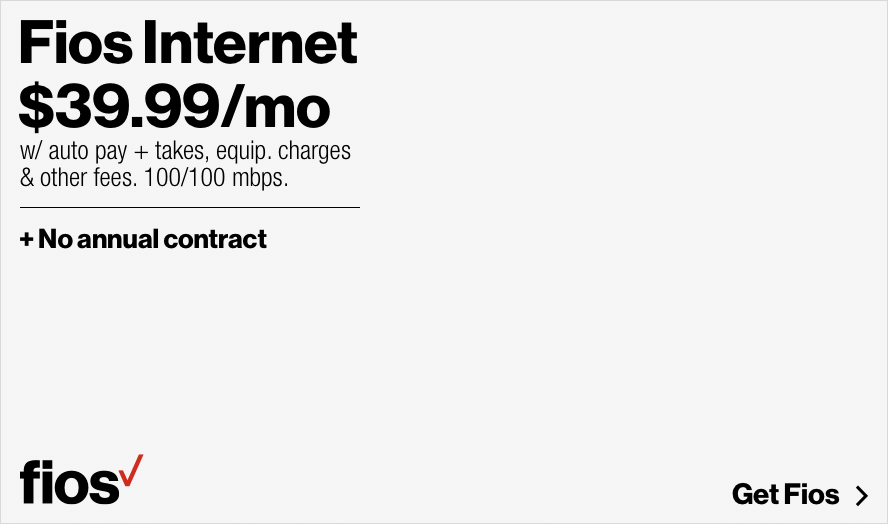 Fios Internet
$39.99/mo
w/ auto pay + takes, equip. charges
& other fees. 100/100 mbps.
+ No annual contract
fios
Get Fios